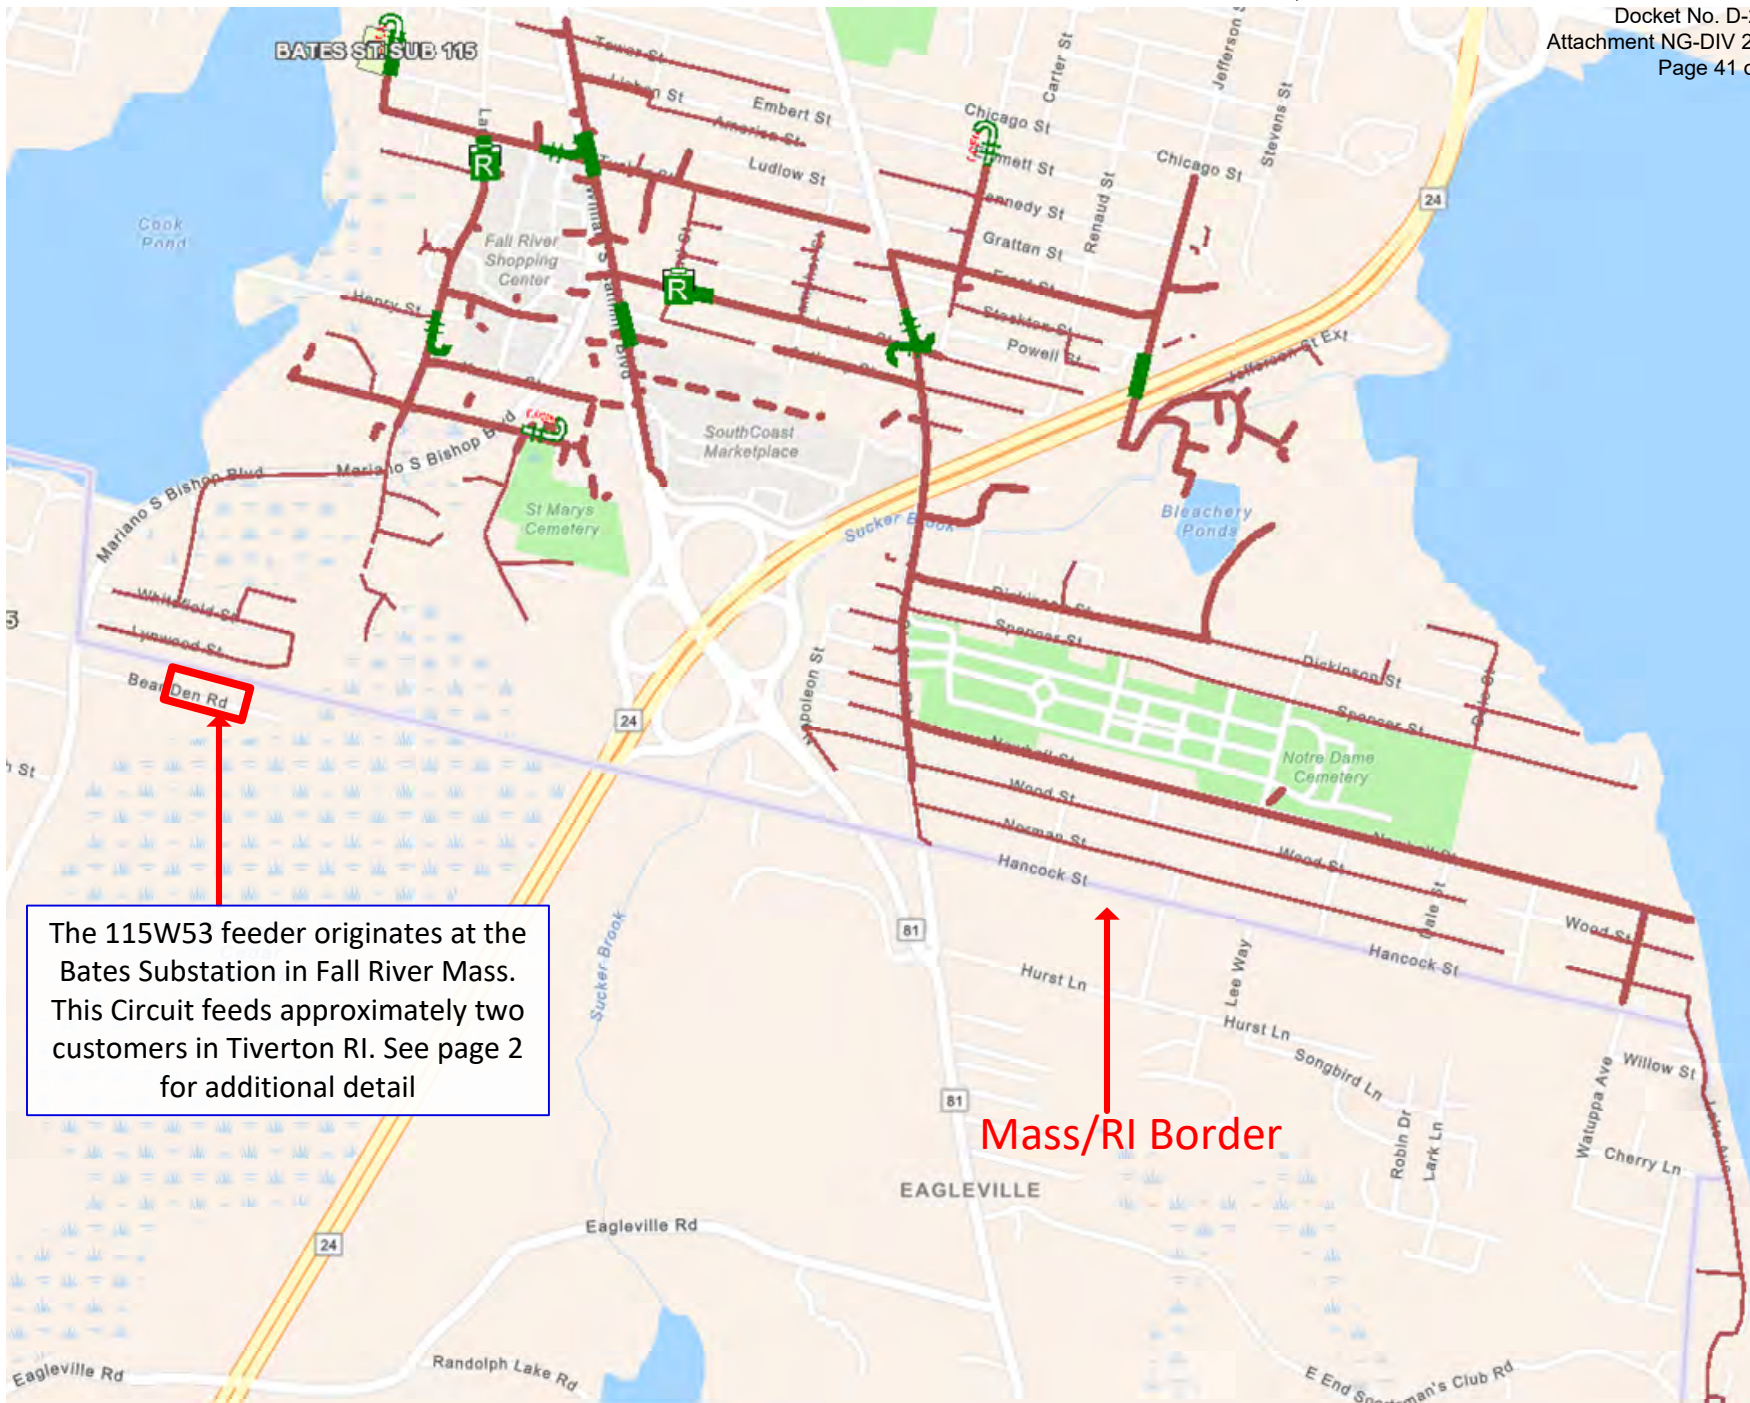 Docket No. D-
Attachment NG-DIV 2
Page 41
BATES ST. SUB 115
Tower St
Lisbon St
Embert St
America St
Ludlow St
Carter St
Jefferson
Stevens St
Chicago St
Chicago St
Renaud St
Grattan St
24
Cook
Pond
R
Fall River
Shopping
Center
R
Henry St
Stockton St
Powell St
Jefferson St Ext
SouthCoast
Marketplace
Mariano S Bishop Blvd
Mariano S Bishop Blvd
St Marys
Cemetery
Sucker Brook
Bleachery
Ponds
Whitefield St
Lynwood St
Bear Den Rd
Napoleon St
Dickinson St
Spencer St
Dickinson St
Spencer St
Dale St
24
Newhall St
Notre Dame
Cemetery
Wood St
Norman St
Wood St
Newhall St
Hancock St
Dale St
Wood St
Hancock St
81
Hurst Ln
Lee Way
Hurst Ln
Songbird Ln
Willow St
Watuppa Ave
Lake Ave
Robin Dr
Lark Ln
Cherry Ln
Sucker Brook
The 115W53 feeder originates at the
Bates Substation in Fall River Mass.
This Circuit feeds approximately two
customers in Tiverton RI. See page 2
for additional detail
81
Mass/RI Border
EAGLEVILLE
Eagleville Rd
24
Eagleville Rd
Randolph Lake Rd
E End Sportsman's Club Rd